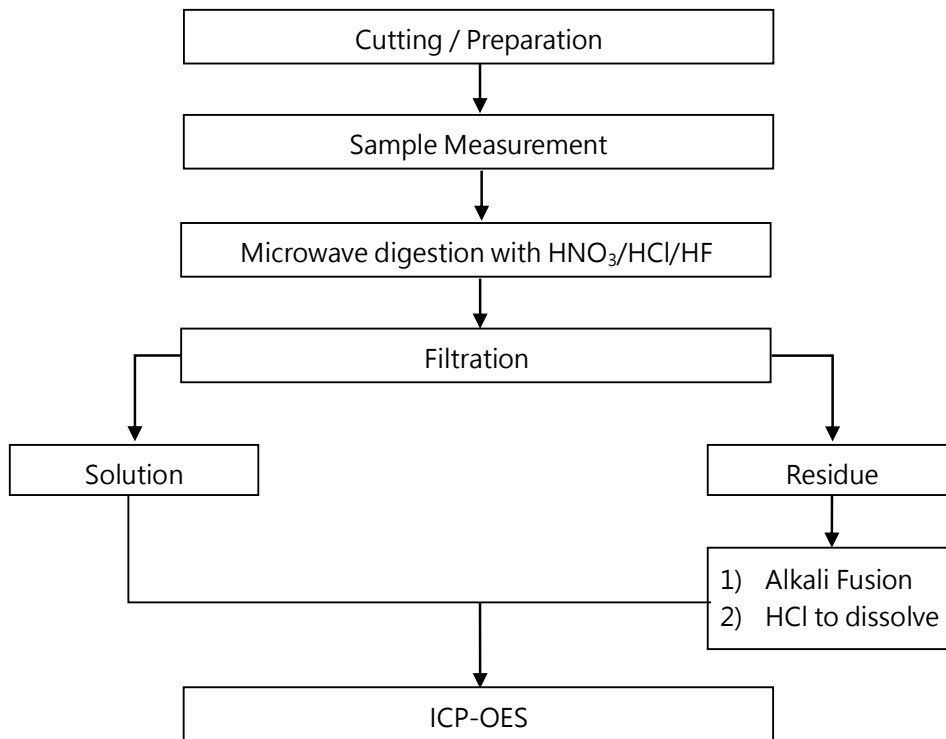 Cutting / Preparation
Sample Measurement
Microwave digestion with HNO₃/HCl/HF
Filtration
Solution
Residue
1) Alkali Fusion
2) HCl to dissolve
ICP-OES